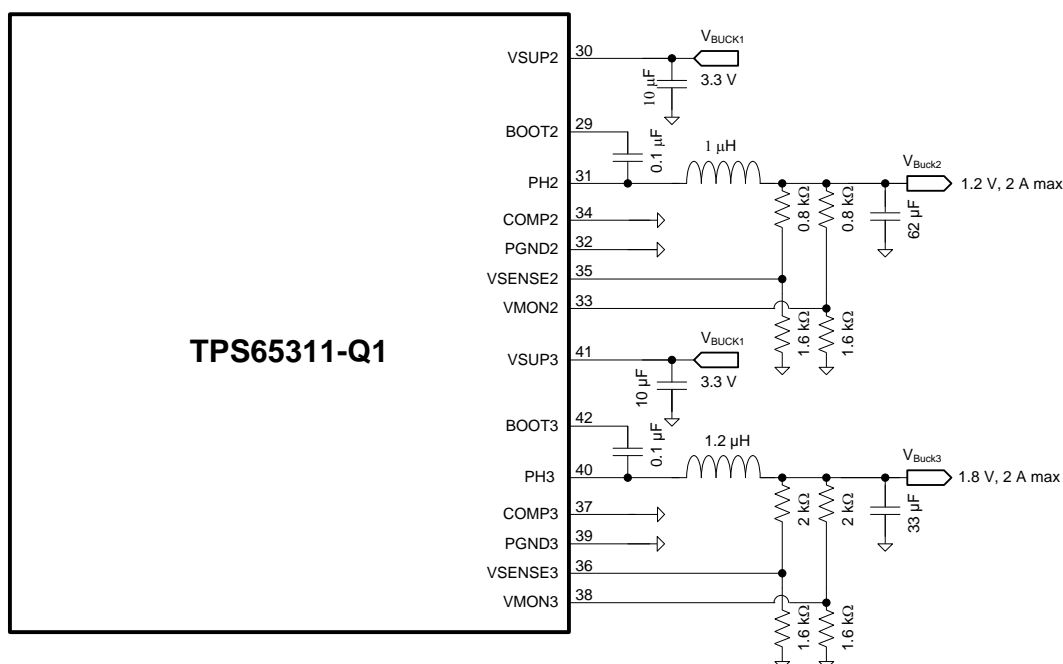 TPS65311-Q1
VSUP2
30
V_BUCK1
3.3 V
10 μF
BOOT2
29
0.1 μF
PH2
31
1 μH
V_Buck2
1.2 V, 2 A max
0.8 kΩ
0.8 kΩ
62 μF
COMP2
34
PGND2
32
VSENSE2
35
VMON2
33
1.6 kΩ
1.6 kΩ
VSUP3
41
V_BUCK1
3.3 V
10 µF
BOOT3
42
0.1 µF
PH3
40
1.2 µH
V_Buck3
1.8 V, 2 A max
2 kΩ
2 kΩ
33 µF
COMP3
37
PGND3
39
VSENSE3
36
VMON3
38
1.6 kΩ
1.6 kΩ